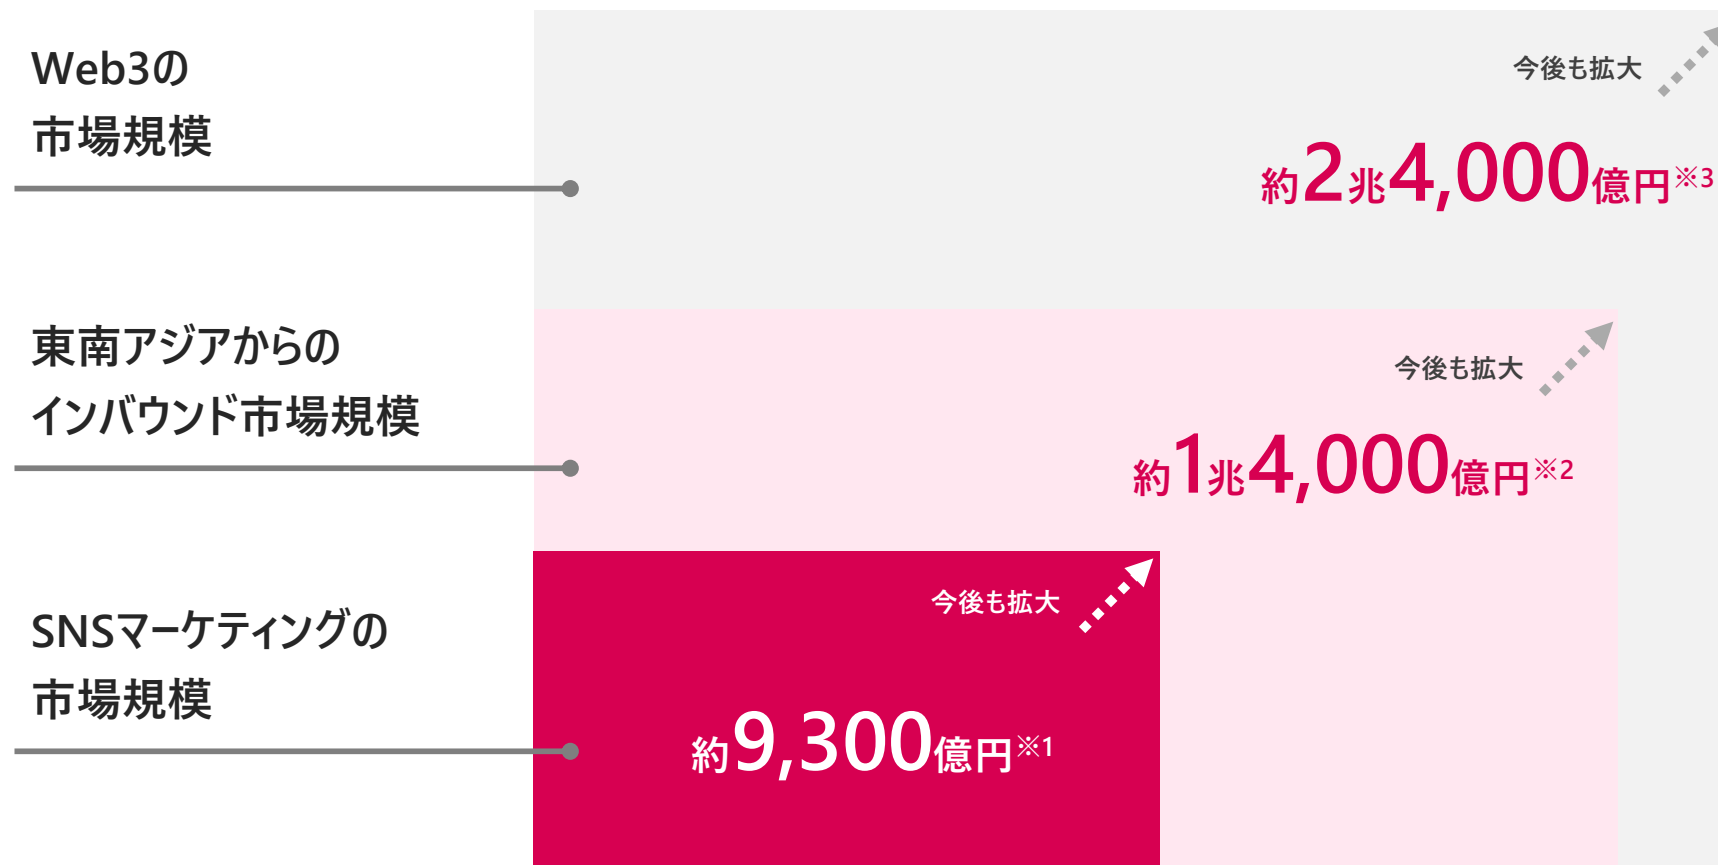 Web3の
市場規模
今後も拡大
約2兆4,000億円※3
東南アジアからの
インバウンド市場規模
今後も拡大
約1兆4,000億円※2
SNSマーケティングの
市場規模
今後も拡大
約9,300億円※1